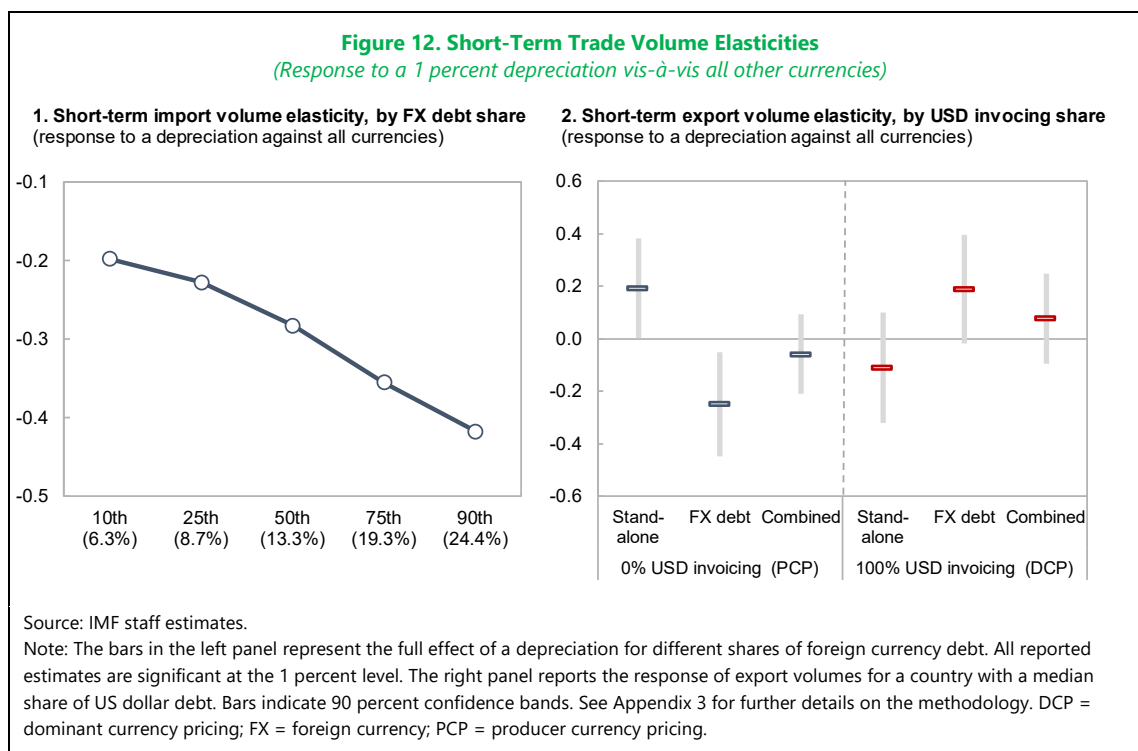 Figure 12. Short-Term Trade Volume Elasticities
(Response to a 1 percent depreciation vis-à-vis all other currencies)
1. Short-term import volume elasticity, by FX debt share
(response to a depreciation against all currencies)
-0.1
-0.2
-0.3
-0.4
-0.5
10th
(6.3%)
25th
(8.7%)
50th
(13.3%)
75th
(19.3%)
90th
(24.4%)
2. Short-term export volume elasticity, by USD invocing share
(response to a depreciation against all currencies)
0.6
0.4
0.2
0.0
-0.2
-0.4
-0.6
Stand-
alone
FX debt
Combined
Stand-
alone
FX debt
Combined
0% USD invoicing (PCP)
100% USD invoicing (DCP)
Source: IMF staff estimates.
Note: The bars in the left panel represent the full effect of a depreciation for different shares of foreign currency debt. All reported
estimates are significant at the 1 percent level. The right panel reports the response of export volumes for a country with a median
share of US dollar debt. Bars indicate 90 percent confidence bands. See Appendix 3 for further details on the methodology. DCP =
dominant currency pricing; FX = foreign currency; PCP = producer currency pricing.